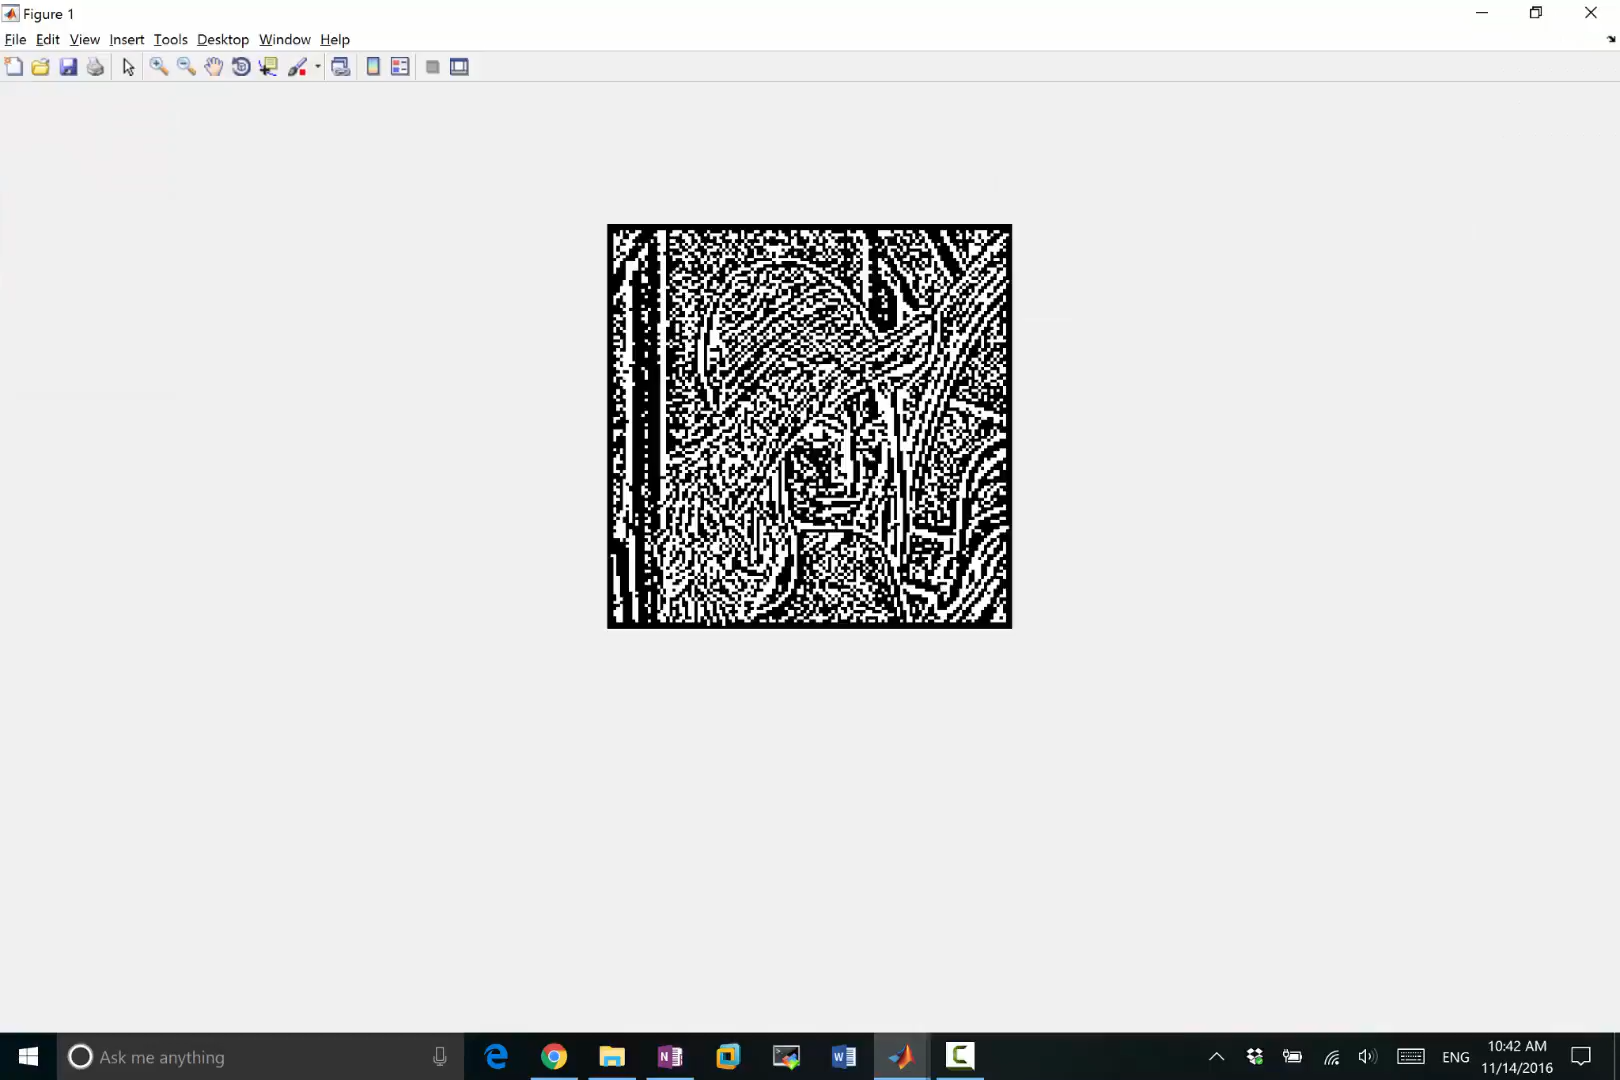 Figure 1
File Edit View Insert Tools Desktop Window Help
Ask me anything
N
W
ENG
10:42 AM
11/14/2016